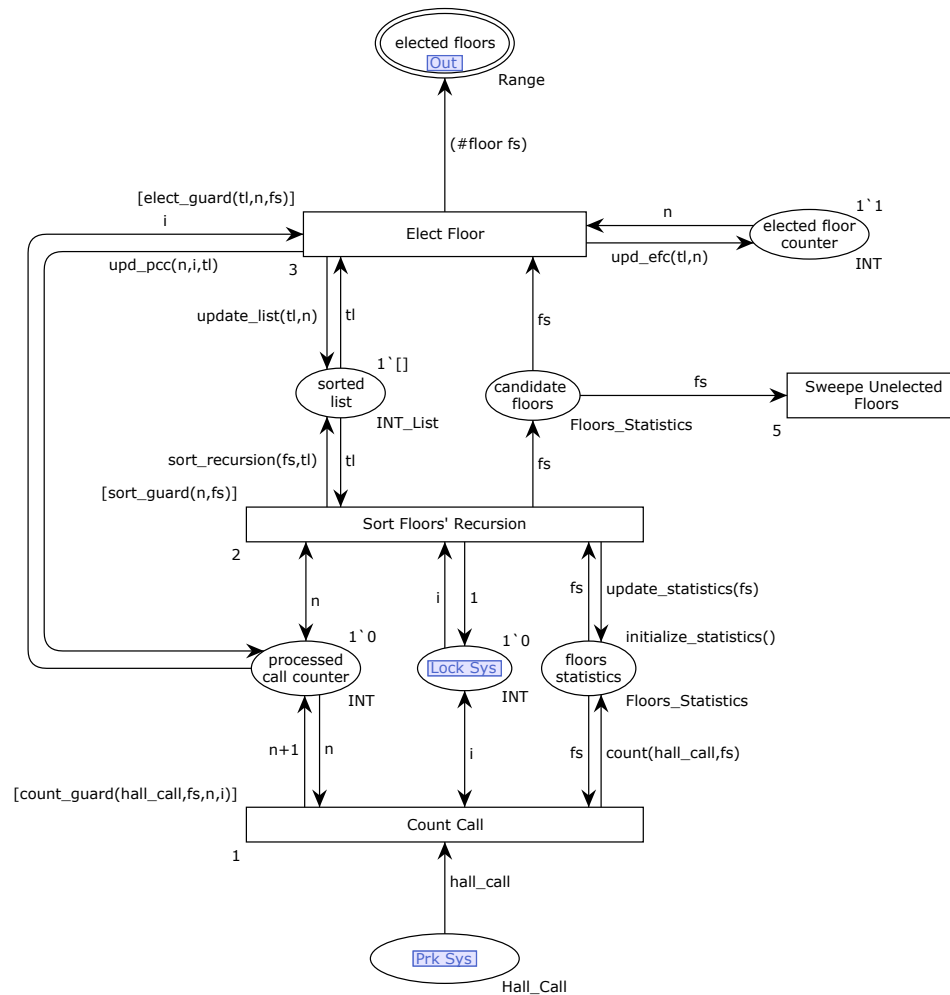 elected floors
Out
Range
(#floor fs)
[elect_guard(tl,n,fs)]
i
Elect Floor
n
1`1
elected floor
counter
upd_pcc(n,i,tl)
3
upd_efc(tl,n)
INT
update_list(tl,n)
tl
fs
1`[]
sorted
list
INT_List
candidate
floors
Floors_Statistics
fs
Sweepe Unelected
Floors
5
sort_recursion(fs,tl)
tl
fs
[sort_guard(n,fs)]
Sort Floors' Recursion
2
n
i
1
fs
update_statistics(fs)
1`0
1`0
initialize_statistics()
processed
call counter
INT
Lock Sys
INT
floors
statistics
Floors_Statistics
n+1
n
i
fs
count(hall_call,fs)
[count_guard(hall_call,fs,n,i)]
Count Call
1
hall_call
Prk Sys
Hall_Call